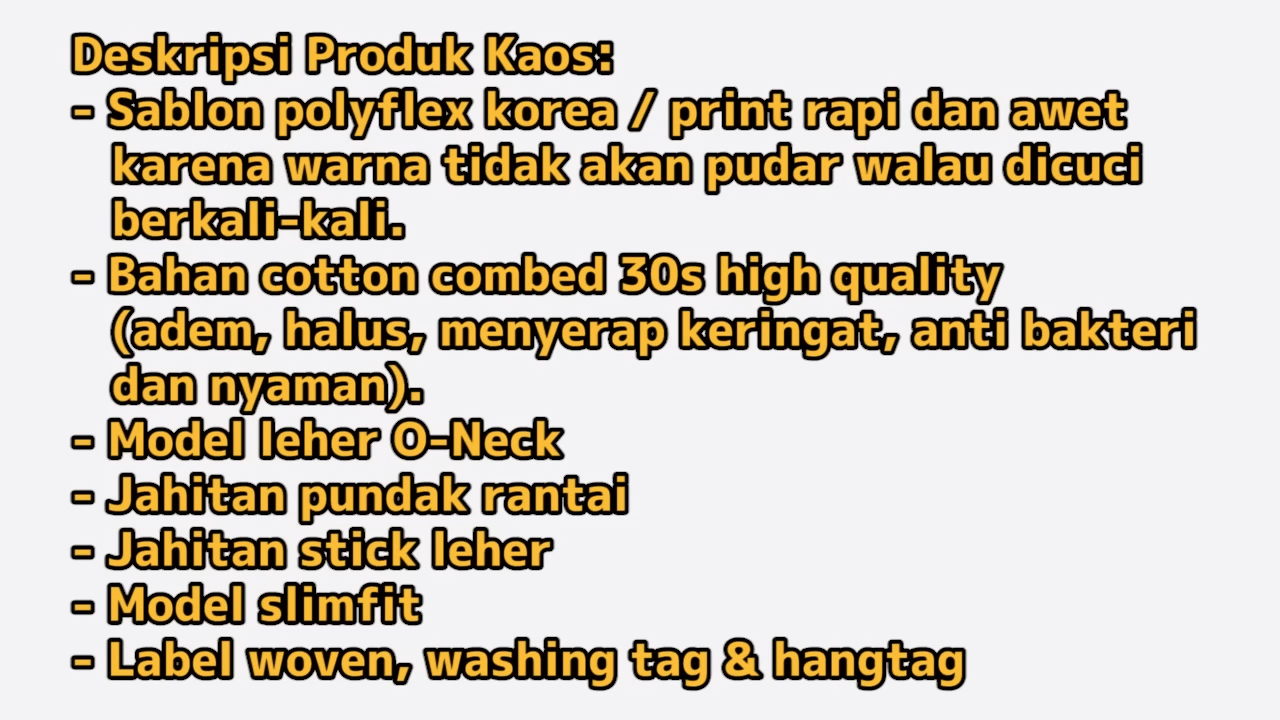 Deskripsi Produk Kaos:
- Sablon polyflex korea / print rapi dan awet
karena warna tidak akan pudar walau dicuci
berkali-kali.
- Bahan cotton combed 30s high quality
(adem, halus, menyerap keringat, anti bakteri
dan nyaman).
- Model leher O-Neck
- Jahitan pundak rantai
- Jahitan stick leher
- Model slimfit
- Label woven, washing tag & hangtag